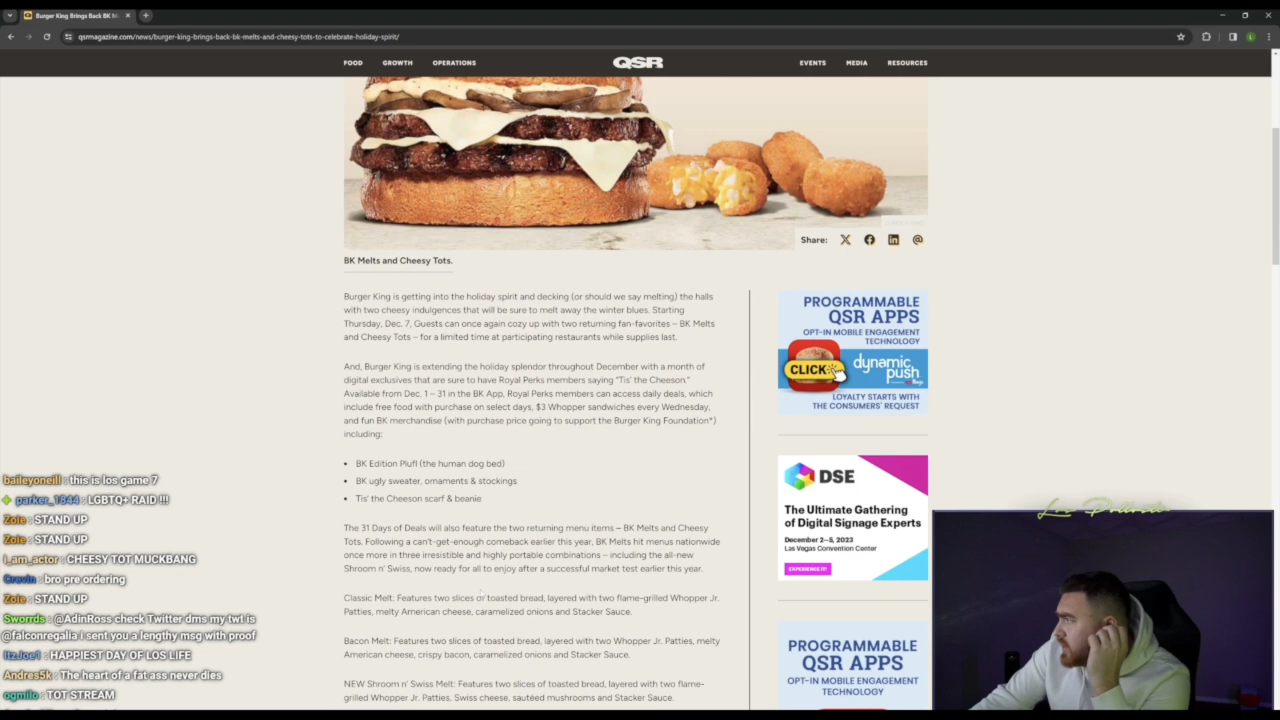 Burger King Brings Back BK M
qsrmagazine.com/news/burger-king-brings-back-bk-melts-and-cheesy-tots-to-celebrate-holiday-spirit/
FOOD GROWTH OPERATIONS QSR EVENTS MEDIA RESOURCES
Share:
BK Melts and Cheesy Tots.
Burger King is getting into the holiday spirit and decking (or should we say melting) the halls
with two cheesy indulgences that will be sure to melt away the winter blues. Starting
Thursday, Dec. 7, Guests can once again cozy up with two returning fan-favorites – BK Melts
and Cheesy Tots – for a limited time at participating restaurants while supplies last.
And, Burger King is extending the holiday splendor throughout December with a month of
digital exclusives that are sure to have Royal Perks members saying "Tis' the Cheeson."
Available from Dec. 1 – 31 in the BK App, Royal Perks members can access daily deals, which
include free food with purchase on select days, $3 Whopper sandwiches every Wednesday,
and fun BK merchandise (with purchase price going to support the Burger King Foundation*)
including:
• BK Edition Plufl (the human dog bed)
• BK ugly sweater, ornaments & stockings
• Tis' the Cheeson scarf & beanie
The 31 Days of Deals will also feature the two returning menu items – BK Melts and Cheesy
Tots. Following a can't-get-enough comeback earlier this year, BK Melts hit menus nationwide
once more in three irresistible and highly portable combinations – including the all-new
Shroom n' Swiss, now ready for all to enjoy after a successful market test earlier this year.
Classic Melt: Features two slices of toasted bread, layered with two flame-grilled Whopper Jr.
Patties, melty American cheese, caramelized onions and Stacker Sauce.
Bacon Melt: Features two slices of toasted bread, layered with two Whopper Jr. Patties, melty
American cheese, crispy bacon, caramelized onions and Stacker Sauce.
NEW Shroom n' Swiss Melt: Features two slices of toasted bread, layered with two flame-
grilled Whopper Jr. Patties, Swiss cheese, sautéed mushrooms and Stacker Sauce.
PROGRAMMABLE
QSR APPS
OPT-IN MOBILE ENGAGEMENT
TECHNOLOGY
CLICK
dynamic
push
LOYALTY STARTS WITH
THE CONSUMERS' REQUEST
DSE
The Ultimate Gathering
of Digital Signage Experts
December 2–5, 2023
Las Vegas Convention Center
EXPERIENCE IT!
PROGRAMMABLE
QSR APPS
OPT-IN MOBILE ENGAGEMENT
TECHNOLOGY
baileyoneill : this is los game 7
parker_1844 : LGBTQ+ RAID !!!
Zoie : STAND UP
Zoie : STAND UP
i_am_actor : CHEESY TOT MUCKBANG
Crevin : bro pre ordering
Zoie : STAND UP
Sworrds : @AdinRoss check Twitter dms my twt is
@falconregalia i sent you a lengthy msg with proof
ItzJoe1 : HAPPIEST DAY OF LOS LIFE
Andres5k : The heart of a fat ass never dies
ogmilo : TOT STREAM